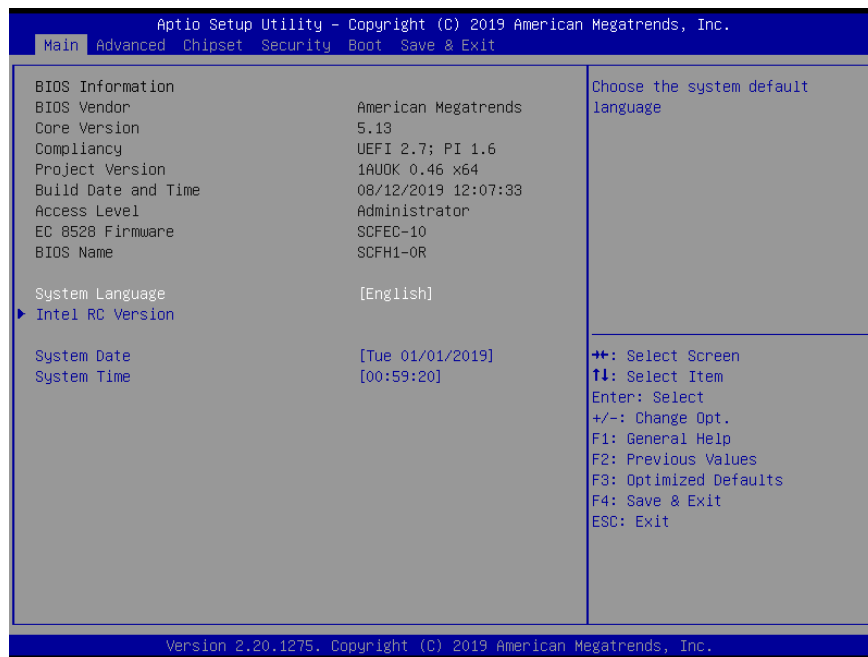 Aptio Setup Utility – Copyright (C) 2019 American Megatrends, Inc.
Main Advanced Chipset Security Boot Save & Exit
BIOS Information
BIOS Vendor American Megatrends
Core Version 5.13
Compliancy UEFI 2.7; PI 1.6
Project Version 1AUOK 0.46 x64
Build Date and Time 08/12/2019 12:07:33
Access Level Administrator
EC 8528 Firmware SCFEC-10
BIOS Name SCFH1-0R
System Language [English]
Intel RC Version
System Date [Tue 01/01/2019]
System Time [00:59:20]
Choose the system default
language
→←: Select Screen
↑↓: Select Item
Enter: Select
+/-: Change Opt.
F1: General Help
F2: Previous Values
F3: Optimized Defaults
F4: Save & Exit
ESC: Exit
Version 2.20.1275. Copyright (C) 2019 American Megatrends, Inc.